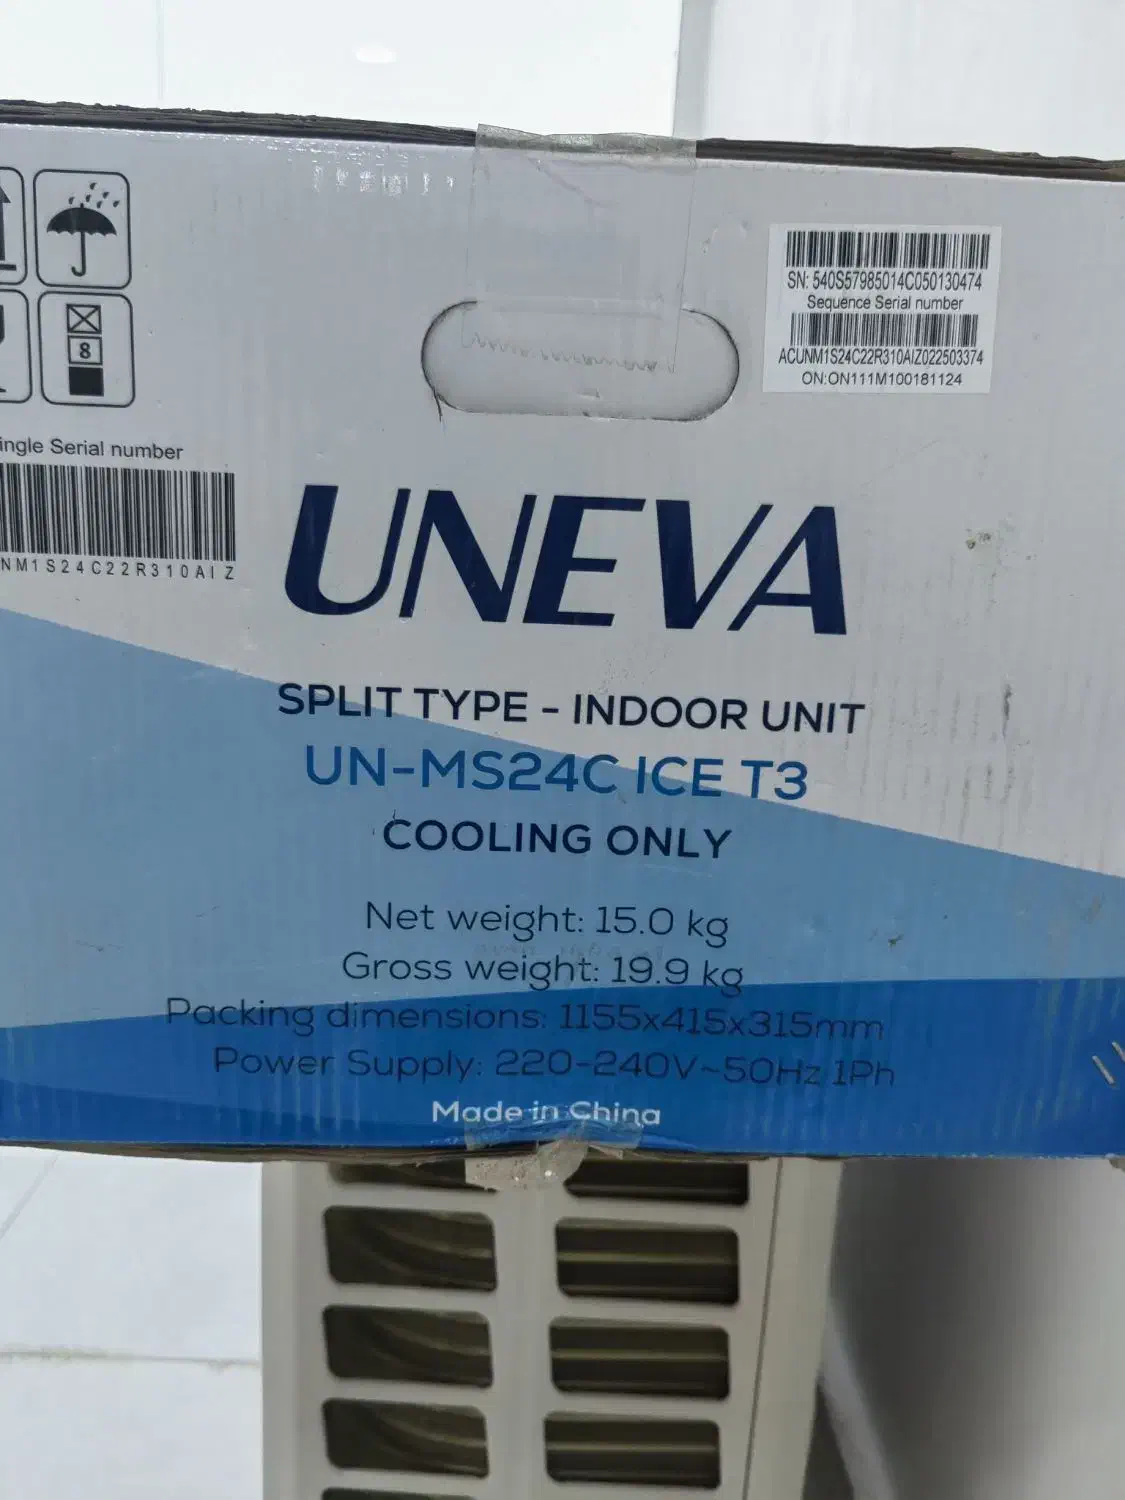 8
SN: 540S57985014C050130474
Sequence Serial number
ACUNM1S24C22R310AIZ022503374
ON:ON111M100181124
ingle Serial number
NM1S24C22R310AIZ
UNEVA
SPLIT TYPE - INDOOR UNIT
UN-MS24C ICE T3
COOLING ONLY
Net weight: 15.0 kg
Gross weight: 19.9 kg
Packing dimensions: 1155x415x315mm
Power Supply: 220-240V~50Hz 1Ph
Made in China